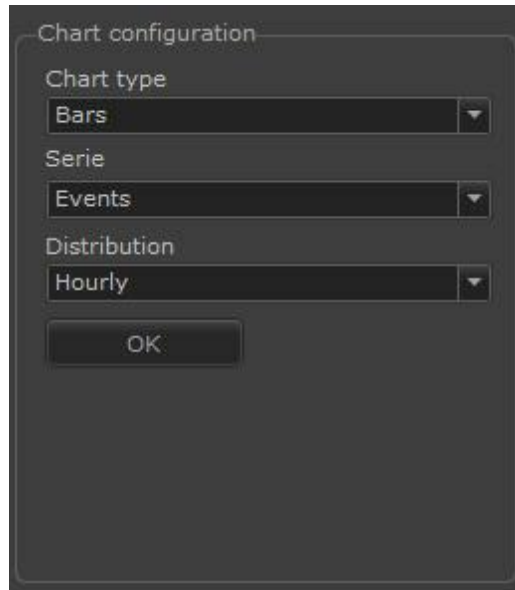 Chart configuration
Chart type
Bars
Serie
Events
Distribution
Hourly
OK